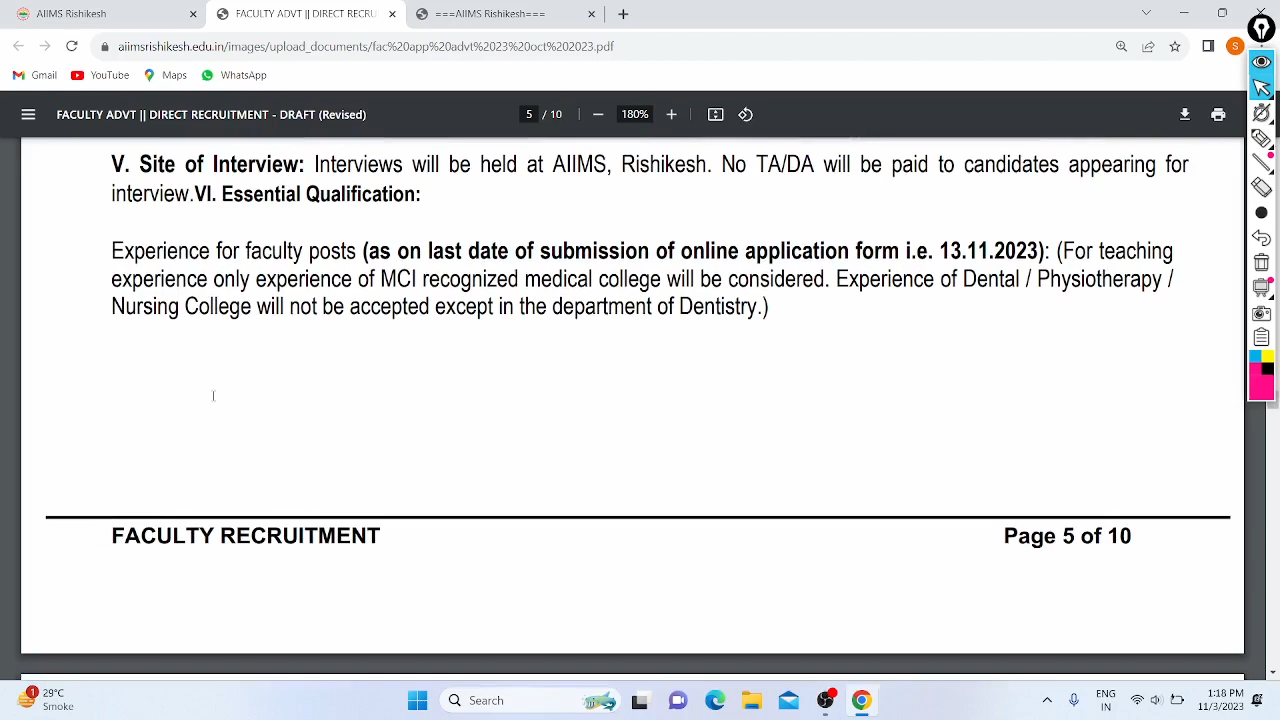 AIIMS Rishikesh
FACULTY ADVT || DIRECT RECRU
===AIIMS Rishikesh===
aiimsrishikesh.edu.in/images/upload_documents/fac%20app%20advt%2023%20oct%202023.pdf
S
Gmail
YouTube
Maps
WhatsApp
FACULTY ADVT || DIRECT RECRUITMENT - DRAFT (Revised)
5 / 10
180%
V. Site of Interview: Interviews will be held at AIIMS, Rishikesh. No TA/DA will be paid to candidates appearing for
interview.VI. Essential Qualification:
Experience for faculty posts (as on last date of submission of online application form i.e. 13.11.2023): (For teaching
experience only experience of MCI recognized medical college will be considered. Experience of Dental / Physiotherapy /
Nursing College will not be accepted except in the department of Dentistry.)
FACULTY RECRUITMENT
Page 5 of 10
1
29°C
Smoke
Search
ENG
IN
1:18 PM
11/3/2023